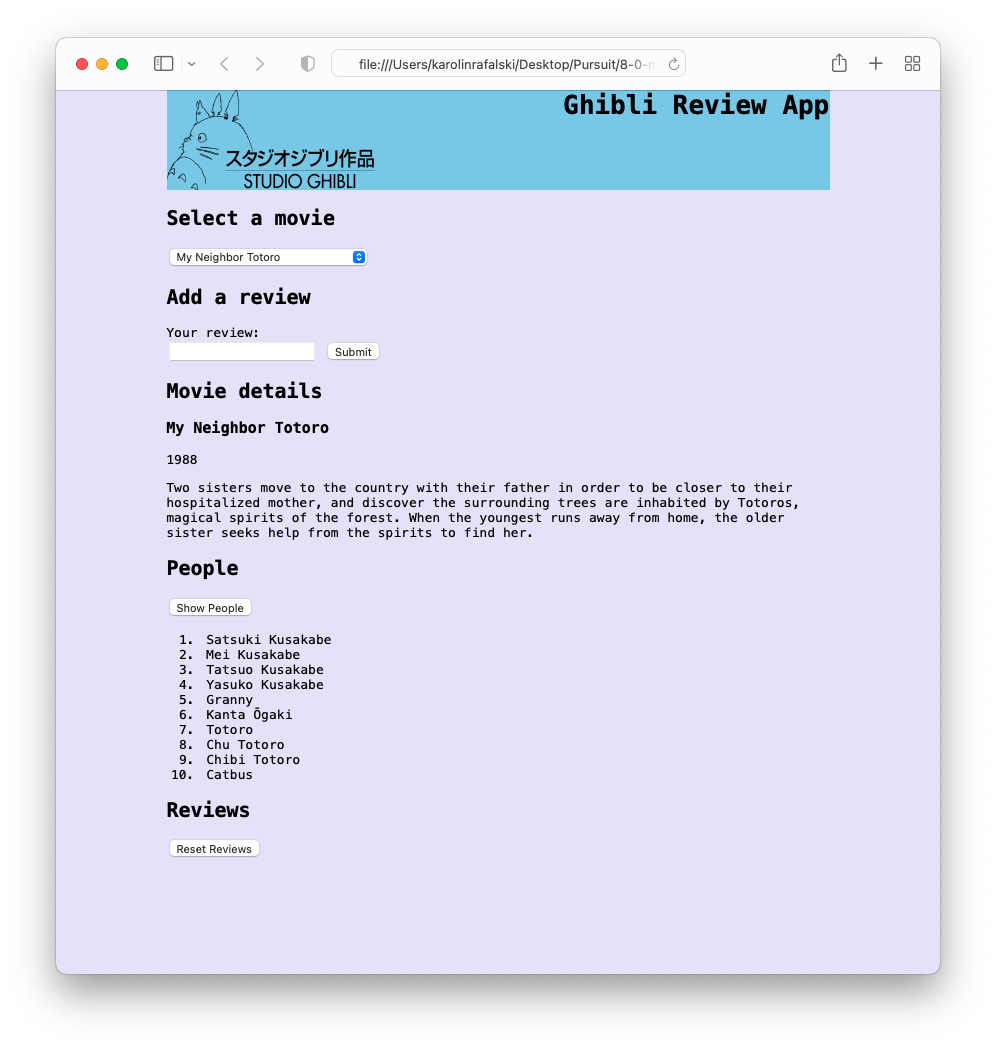 file:///Users/karolinrafalski/Desktop/Pursuit/8-0-
Ghibli Review App
スタジオジブリ作品
STUDIO GHIBLI
Select a movie
My Neighbor Totoro
Add a review
Your review:
Submit
Movie details
My Neighbor Totoro
1988
Two sisters move to the country with their father in order to be closer to their
hospitalized mother, and discover the surrounding trees are inhabited by Totoros,
magical spirits of the forest. When the youngest runs away from home, the older
sister seeks help from the spirits to find her.
People
Show People
1. Satsuki Kusakabe
2. Mei Kusakabe
3. Tatsuo Kusakabe
4. Yasuko Kusakabe
5. Granny
6. Kanta Ōgaki
7. Totoro
8. Chu Totoro
9. Chibi Totoro
10. Catbus
Reviews
Reset Reviews